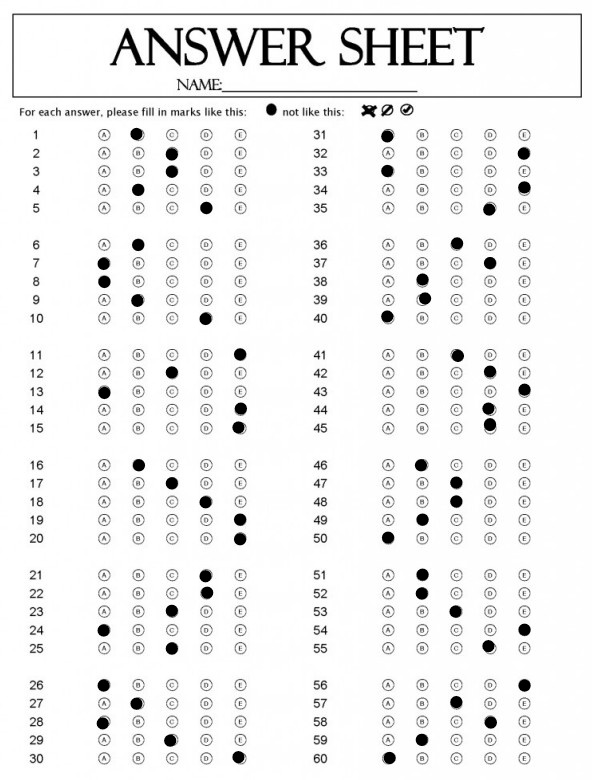 ANSWER SHEET
NAME:
For each answer, please fill in marks like this: not like this:
1 A C D E
2 A B D E
3 A B D E
4 A C D E
5 A B C E
6 A C D E
7 B C D E
8 B C D E
9 A C D E
10 A B C E
11 A B C D
12 A B D E
13 B C D E
14 A B C D
15 A B C D
16 A C D E
17 A B D E
18 A B C E
19 A B C D
20 A B C D
21 A B C E
22 A B C E
23 A B D E
24 B C D E
25 A B D E
26 B C D E
27 A C D E
28 B C D E
29 A B D E
30 A B C D
31 B C D E
32 A B C D
33 B C D E
34 A B C D
35 A B C E
36 A B D E
37 A B C E
38 A C D E
39 A C D E
40 B C D E
41 A B D E
42 A B C E
43 A B C D
44 A B C E
45 A B C E
46 A C D E
47 A B D E
48 A B D E
49 A C D E
50 B C D E
51 A C D E
52 A C D E
53 A B D E
54 A B C D
55 A B C E
56 A B C D
57 A B D E
58 A B C E
59 A C D E
60 B C D E